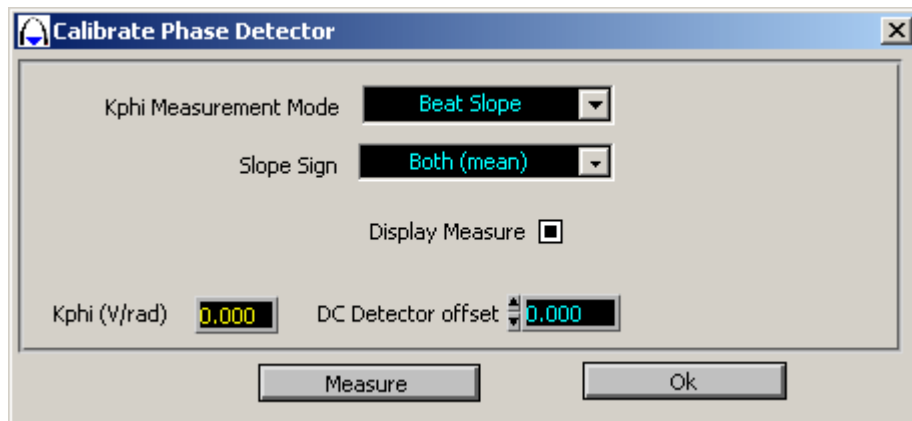 Calibrate Phase Detector
Kphi Measurement Mode Beat Slope
Slope Sign Both (mean)
Display Measure
Kphi (V/rad) 0.000 DC Detector offset 0.000
Measure Ok